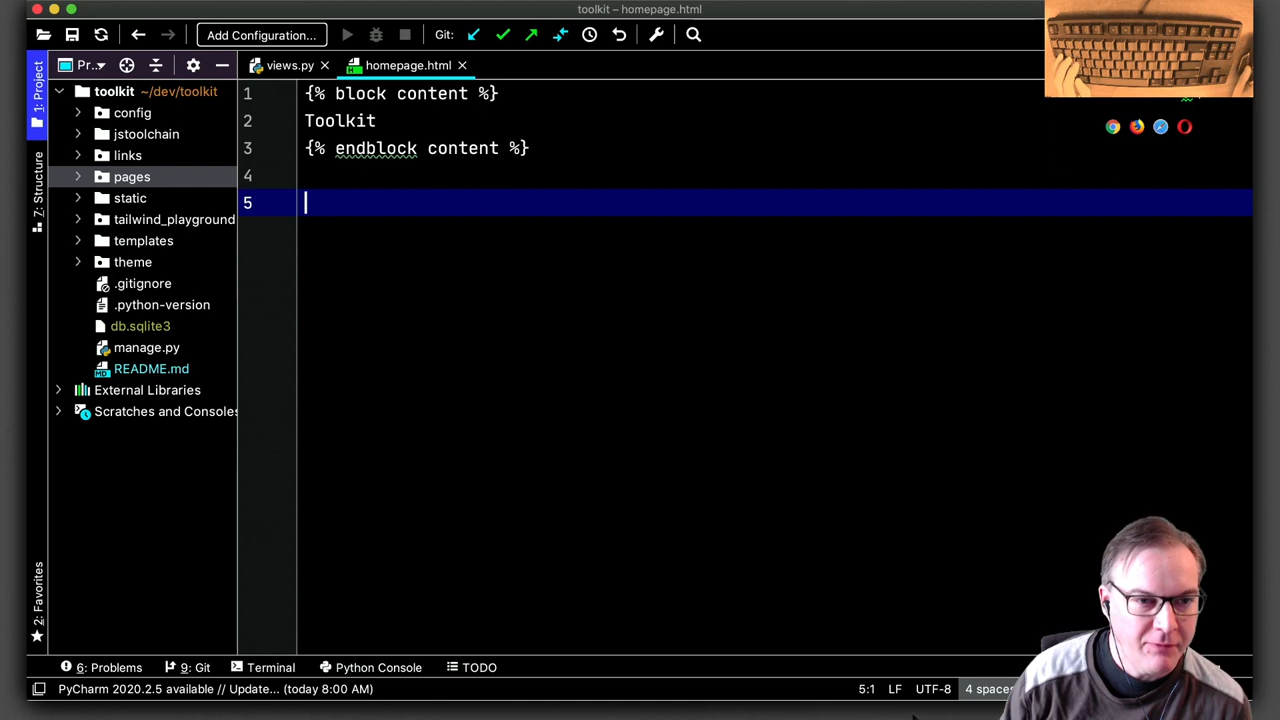 toolkit – homepage.html
Add Configuration...
Git:
1: Project
Pr...
views.py
homepage.html
toolkit ~/dev/toolkit
config
jstoolchain
links
pages
static
tailwind_playground
templates
theme
.gitignore
.python-version
db.sqlite3
manage.py
README.md
External Libraries
Scratches and Consoles
1 {% block content %}
2 Toolkit
3 {% endblock content %}
4
5
7: Structure
2: Favorites
6: Problems
9: Git
Terminal
Python Console
TODO
PyCharm 2020.2.5 available // Update... (today 8:00 AM)
5:1
LF
UTF-8
4 spaces